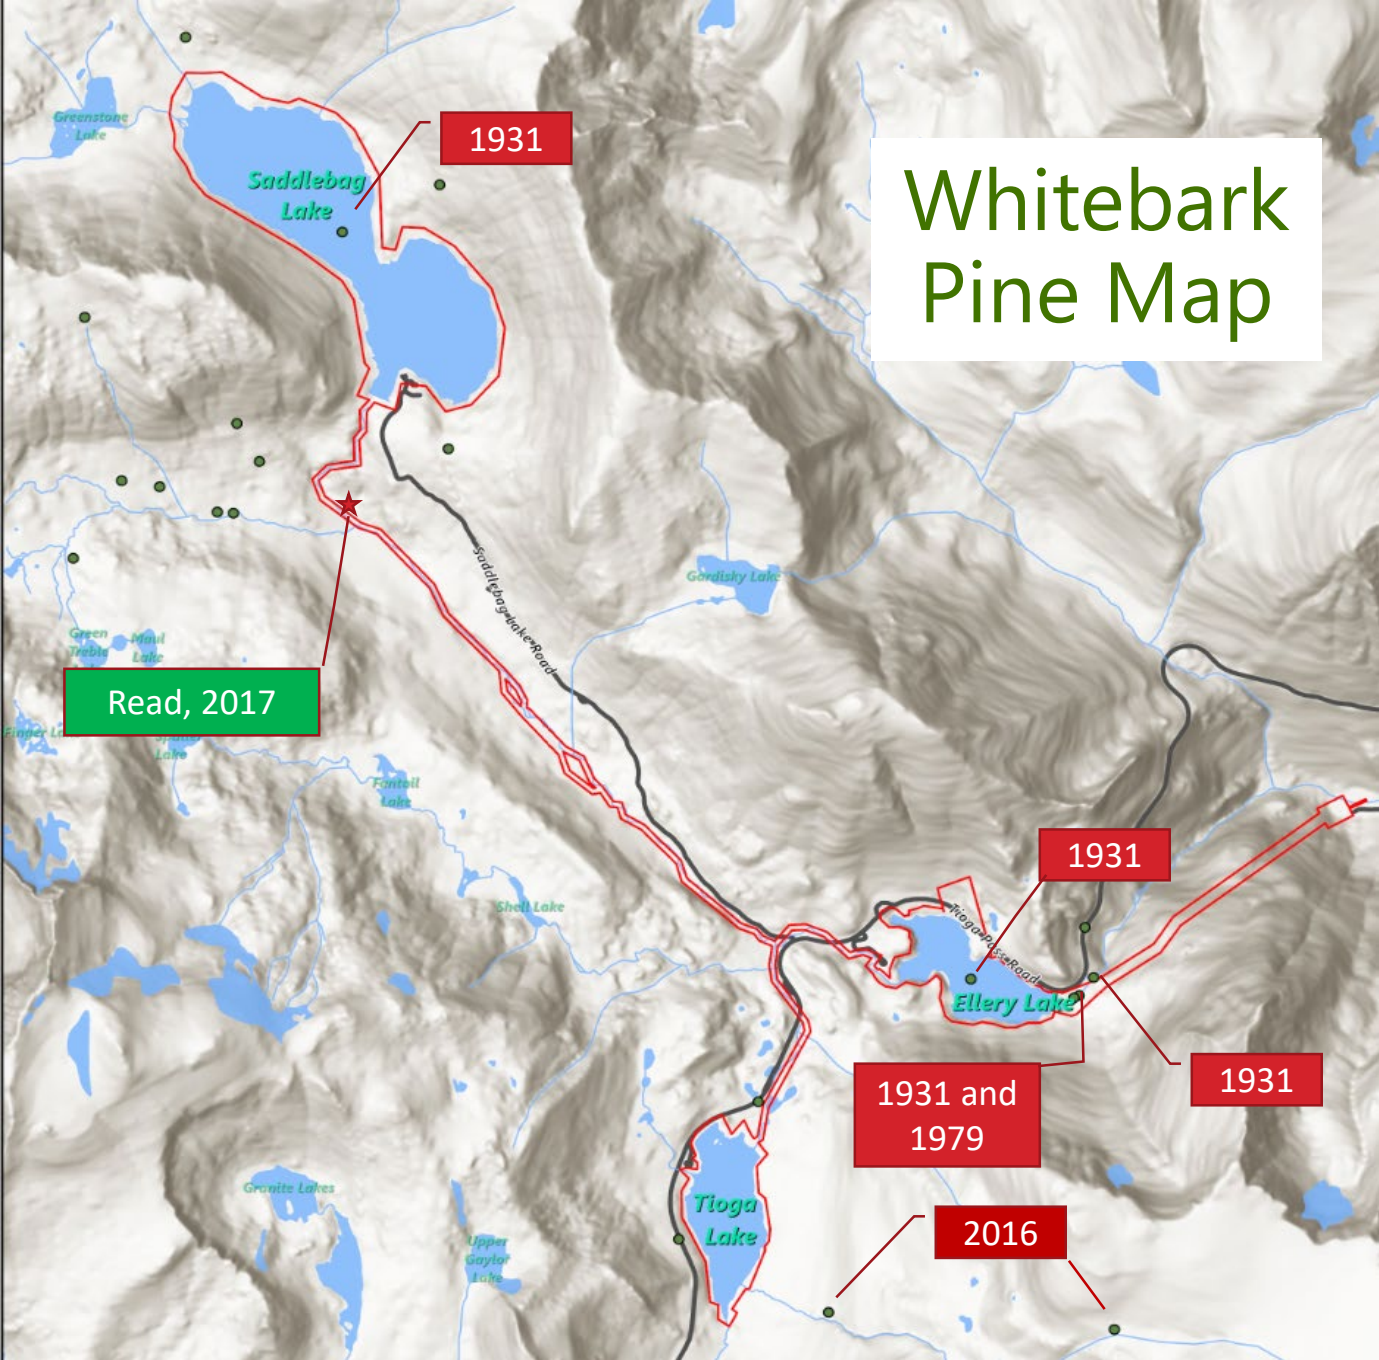 Whitebark
Pine Map
1931
Greenstone
Lake
Saddlebag
Lake
Saddlebag Lake Road
Gardisky Lake
Green
Treble
Maul
Lake
Read, 2017
Finger
Lake
Fantail
Lake
Shell Lake
1931
Tioga Pass Road
Ellery Lake
1931 and
1979
1931
Granite Lakes
Tioga
Lake
Upper
Gaylor
Lake
2016